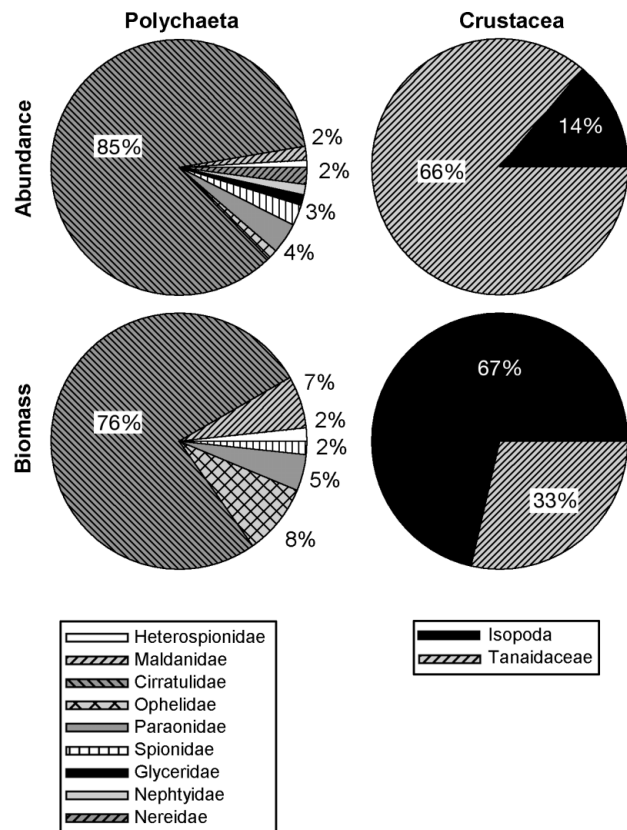 Polychaeta
Crustacea
Abundance
85%
2%
2%
3%
4%
66%
14%
Biomass
76%
7%
2%
2%
5%
8%
67%
33%
Heterospionidae
Maldanidae
Cirratulidae
Ophelidae
Paraonidae
Spionidae
Glyceridae
Nephtyidae
Nereidae
Isopoda
Tanaidaceae